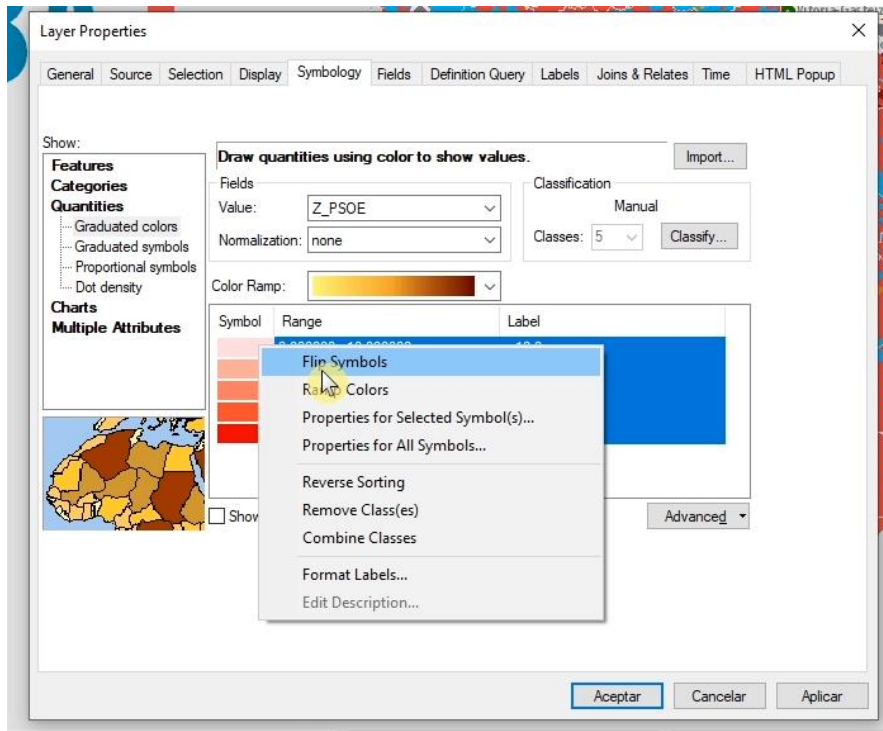 Vitoria-Gasteiz
Layer Properties
General Source Selection Display Symbology Fields Definition Query Labels Joins & Relates Time HTML Popup
Show:
Features
Categories
Quantities
Graduated colors
Graduated symbols
Proportional symbols
Dot density
Charts
Multiple Attributes
Draw quantities using color to show values.
Import...
Fields
Value: Z_PSOE
Normalization: none
Classification
Manual
Classes: 5 Classify...
Color Ramp:
Symbol Range Label
Flip Symbols
Ramp Colors
Properties for Selected Symbol(s)...
Properties for All Symbols...
Reverse Sorting
Remove Class(es)
Combine Classes
Format Labels...
Edit Description...
Show
Advanced
Aceptar Cancelar Aplicar